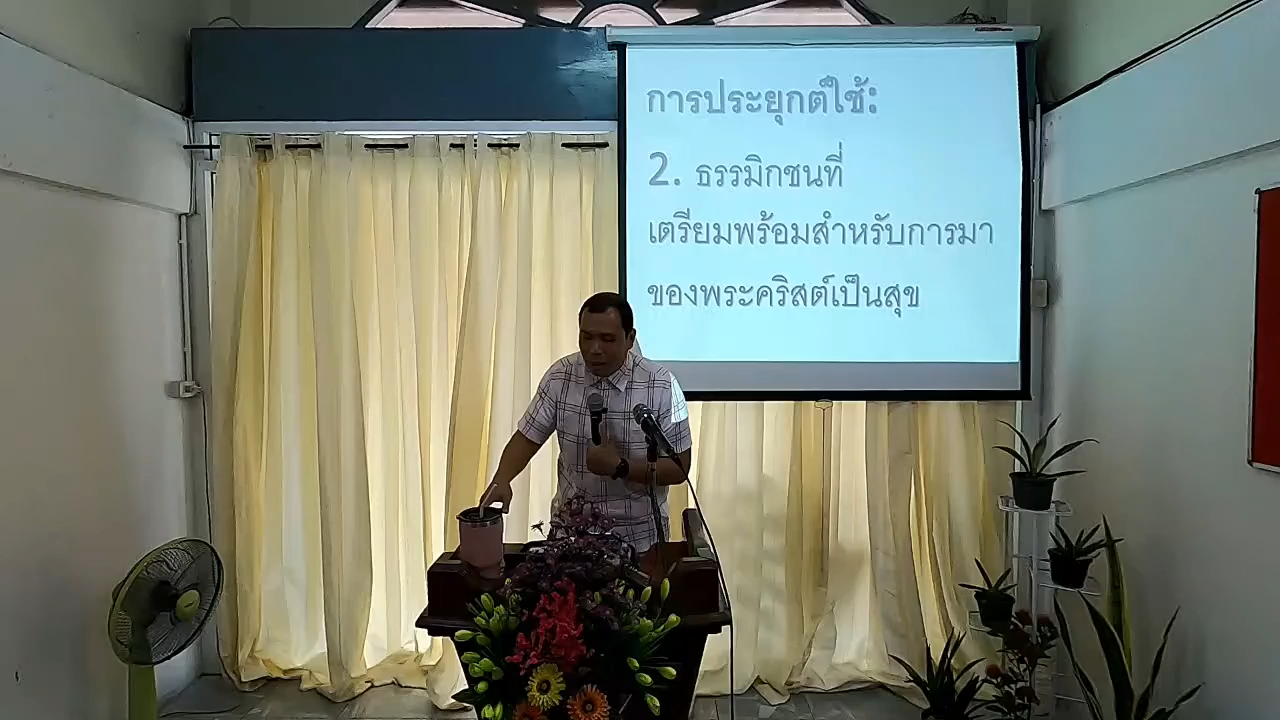 การประยุกต์ใช้:
2. ธรรมิกชนที่
เตรียมพร้อมสำหรับการมา
ของพระคริสต์เป็นสุข